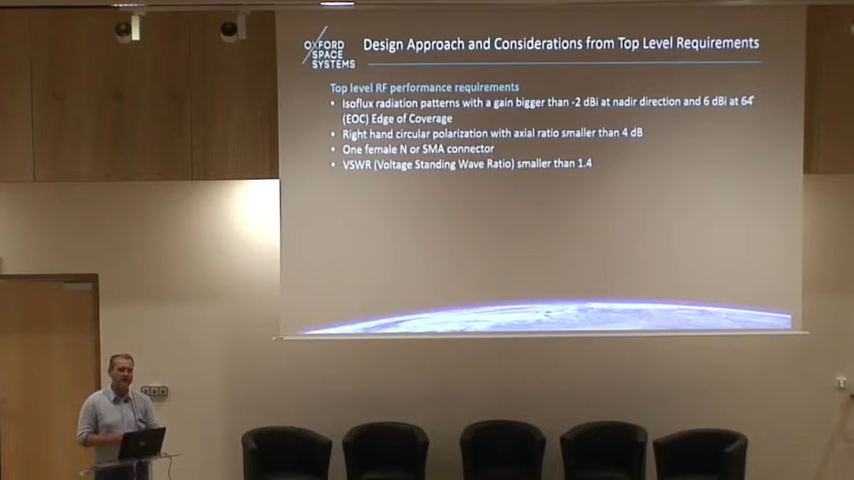 OXFORD
SPACE
SYSTEMS
Design Approach and Considerations from Top Level Requirements
Top level RF performance requirements
• Isoflux radiation patterns with a gain bigger than -2 dBi at nadir direction and 6 dBi at 64°
(EOC) Edge of Coverage
• Right hand circular polarization with axial ratio smaller than 4 dB
• One female N or SMA connector
• VSWR (Voltage Standing Wave Ratio) smaller than 1.4